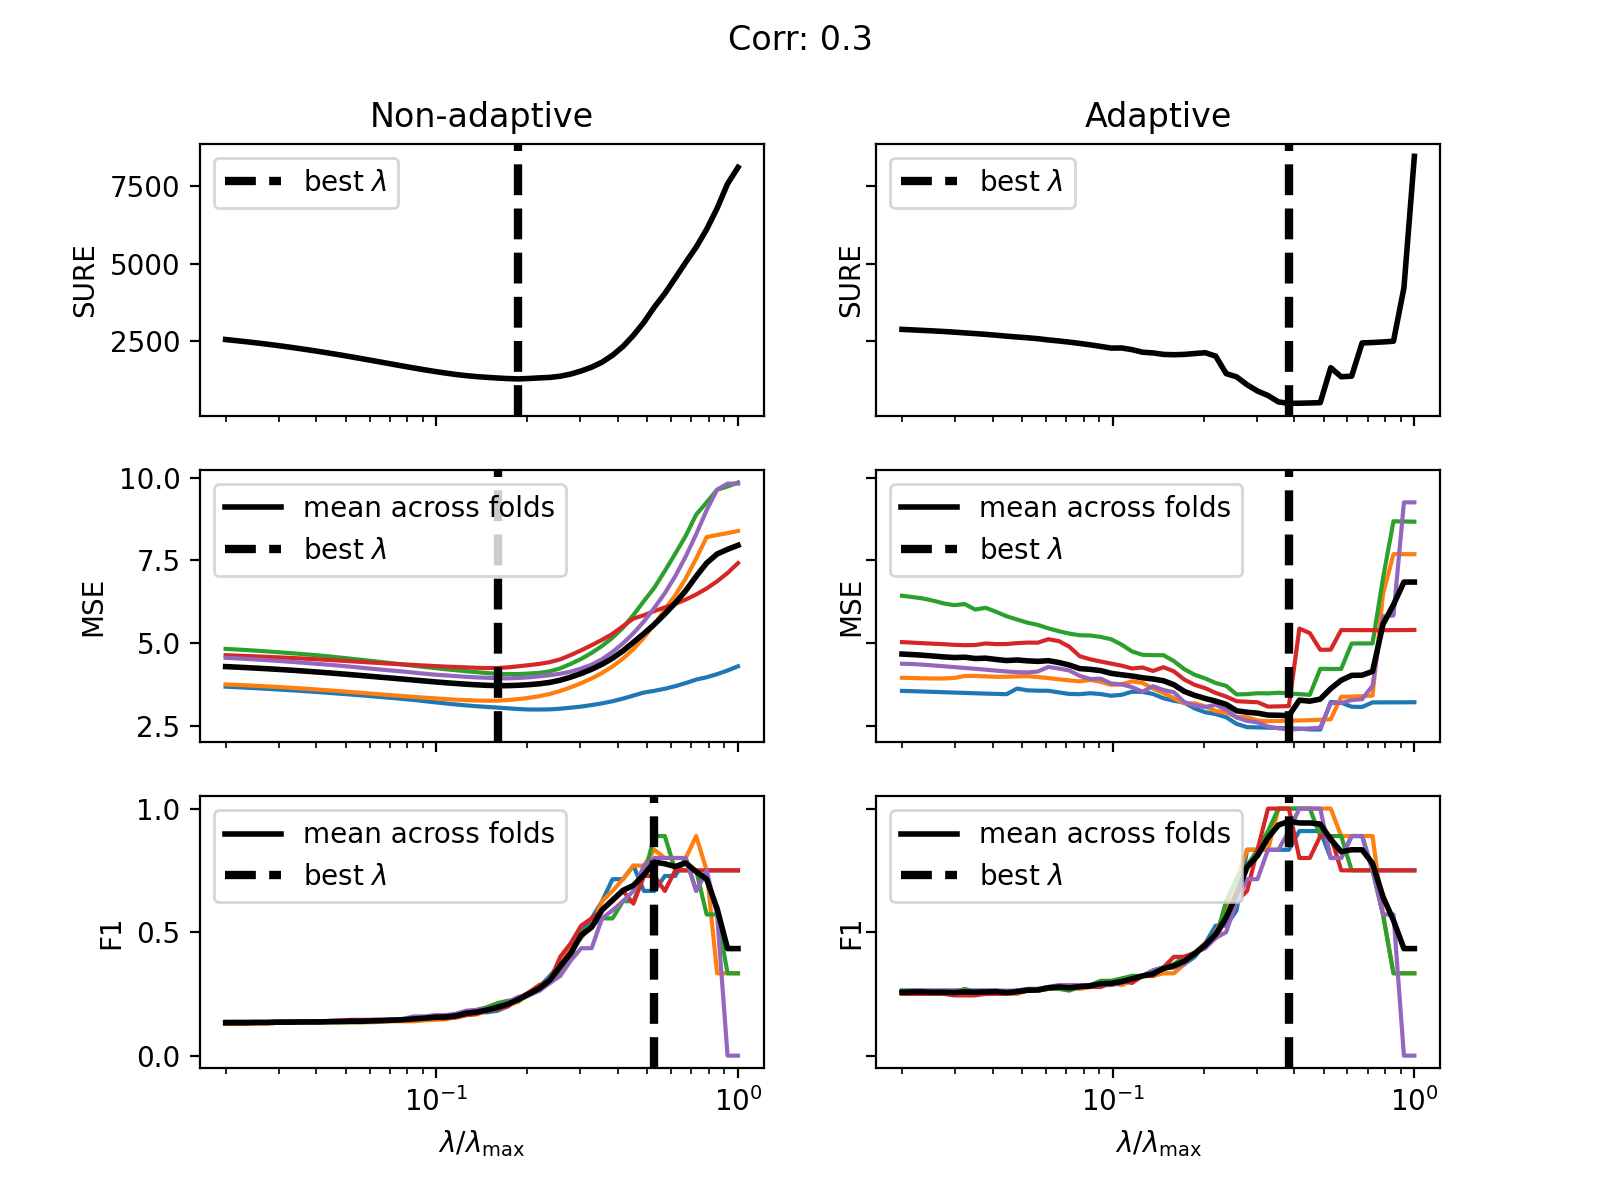 Corr: 0.3
Non-adaptive
Adaptive
best λ
best λ
7500
5000
2500
SURE
SURE
mean across folds
best λ
mean across folds
best λ
10.0
7.5
5.0
2.5
MSE
MSE
mean across folds
best λ
mean across folds
best λ
1.0
0.5
0.0
F1
F1
10⁻¹
10⁰
10⁻¹
10⁰
λ/λmax
λ/λmax